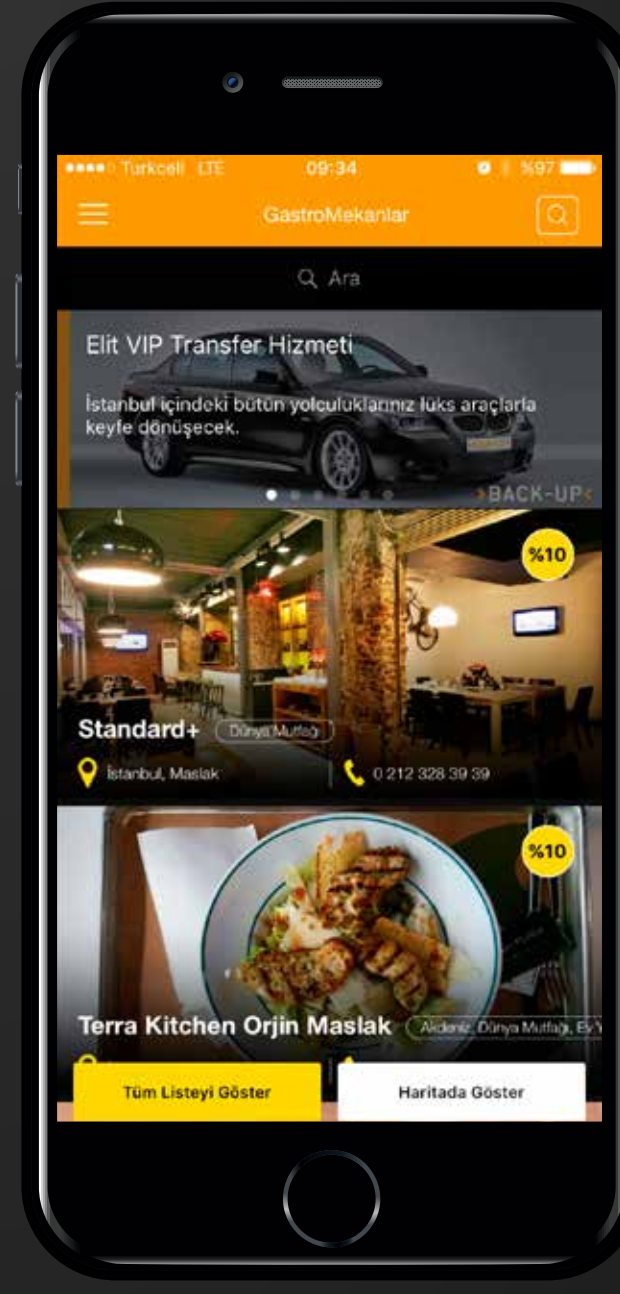 Turkcell LTE 09:34 %97
GastroMekanlar
Ara
Elit VIP Transfer Hizmeti
İstanbul içindeki bütün yolculuklarınız lüks araçlarla
keyfe dönüşecek.
>BACK-UP<
%10
Standard+ Dünya Mutfağı
İstanbul, Maslak 0 212 328 39 39
%10
Terra Kitchen Orjin Maslak Akdeniz, Dünya Mutfağı, Ev Y
Tüm Listeyi Göster Haritada Göster